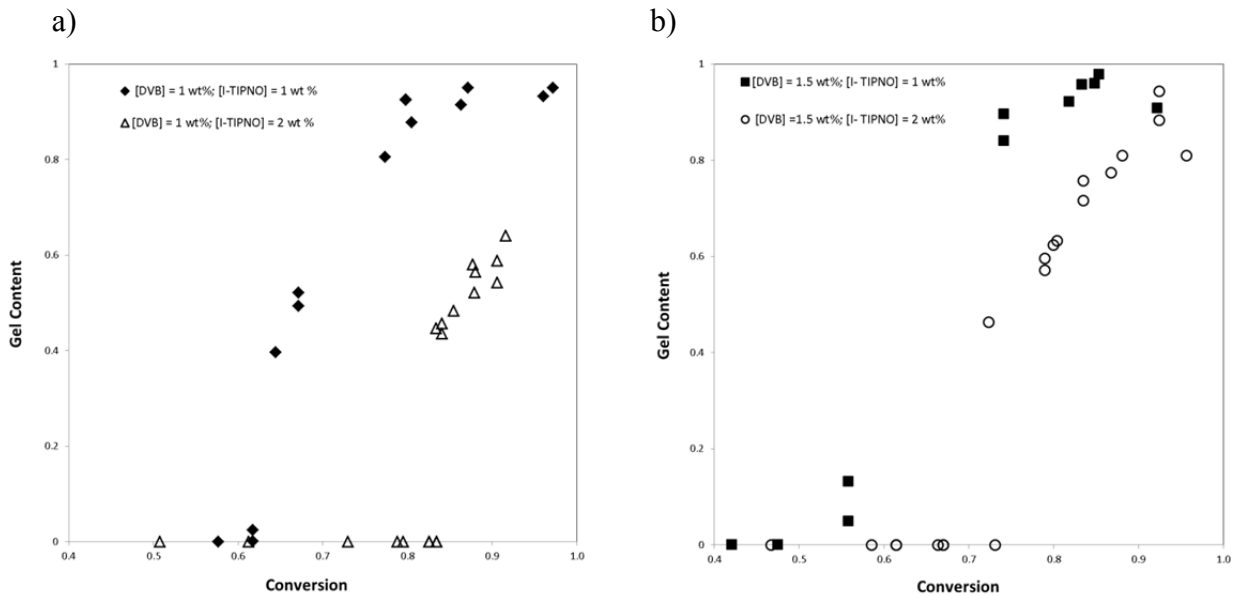 a)
1
◆ [DVB] = 1 wt%; [I-TIPNO] = 1 wt %
△ [DVB] = 1 wt%; [I-TIPNO] = 2 wt %
0.8
0.6
Gel Content
0.4
0.2
0
0.4 0.5 0.6 0.7 0.8 0.9 1.0
Conversion
b)
1
■ [DVB] = 1.5 wt%; [I- TIPNO] = 1 wt%
○ [DVB] =1.5 wt%; [I- TIPNO] = 2 wt%
0.8
0.6
Gel Content
0.4
0.2
0
0.4 0.5 0.6 0.7 0.8 0.9 1.0
Conversion